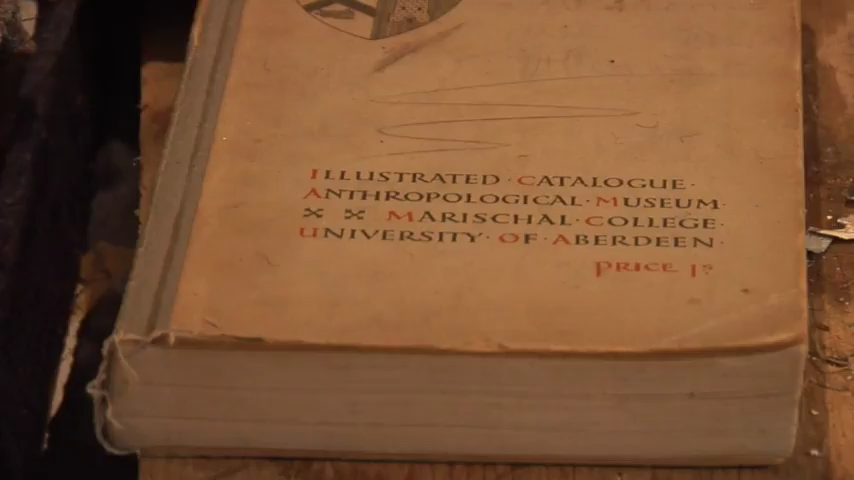 ILLUSTRATED · CATALOGUE ·
ANTHROPOLOGICAL · MUSEUM ·
MARISCHAL · COLLEGE ·
UNIVERSITY · OF · ABERDEEN ·
PRICE 1S